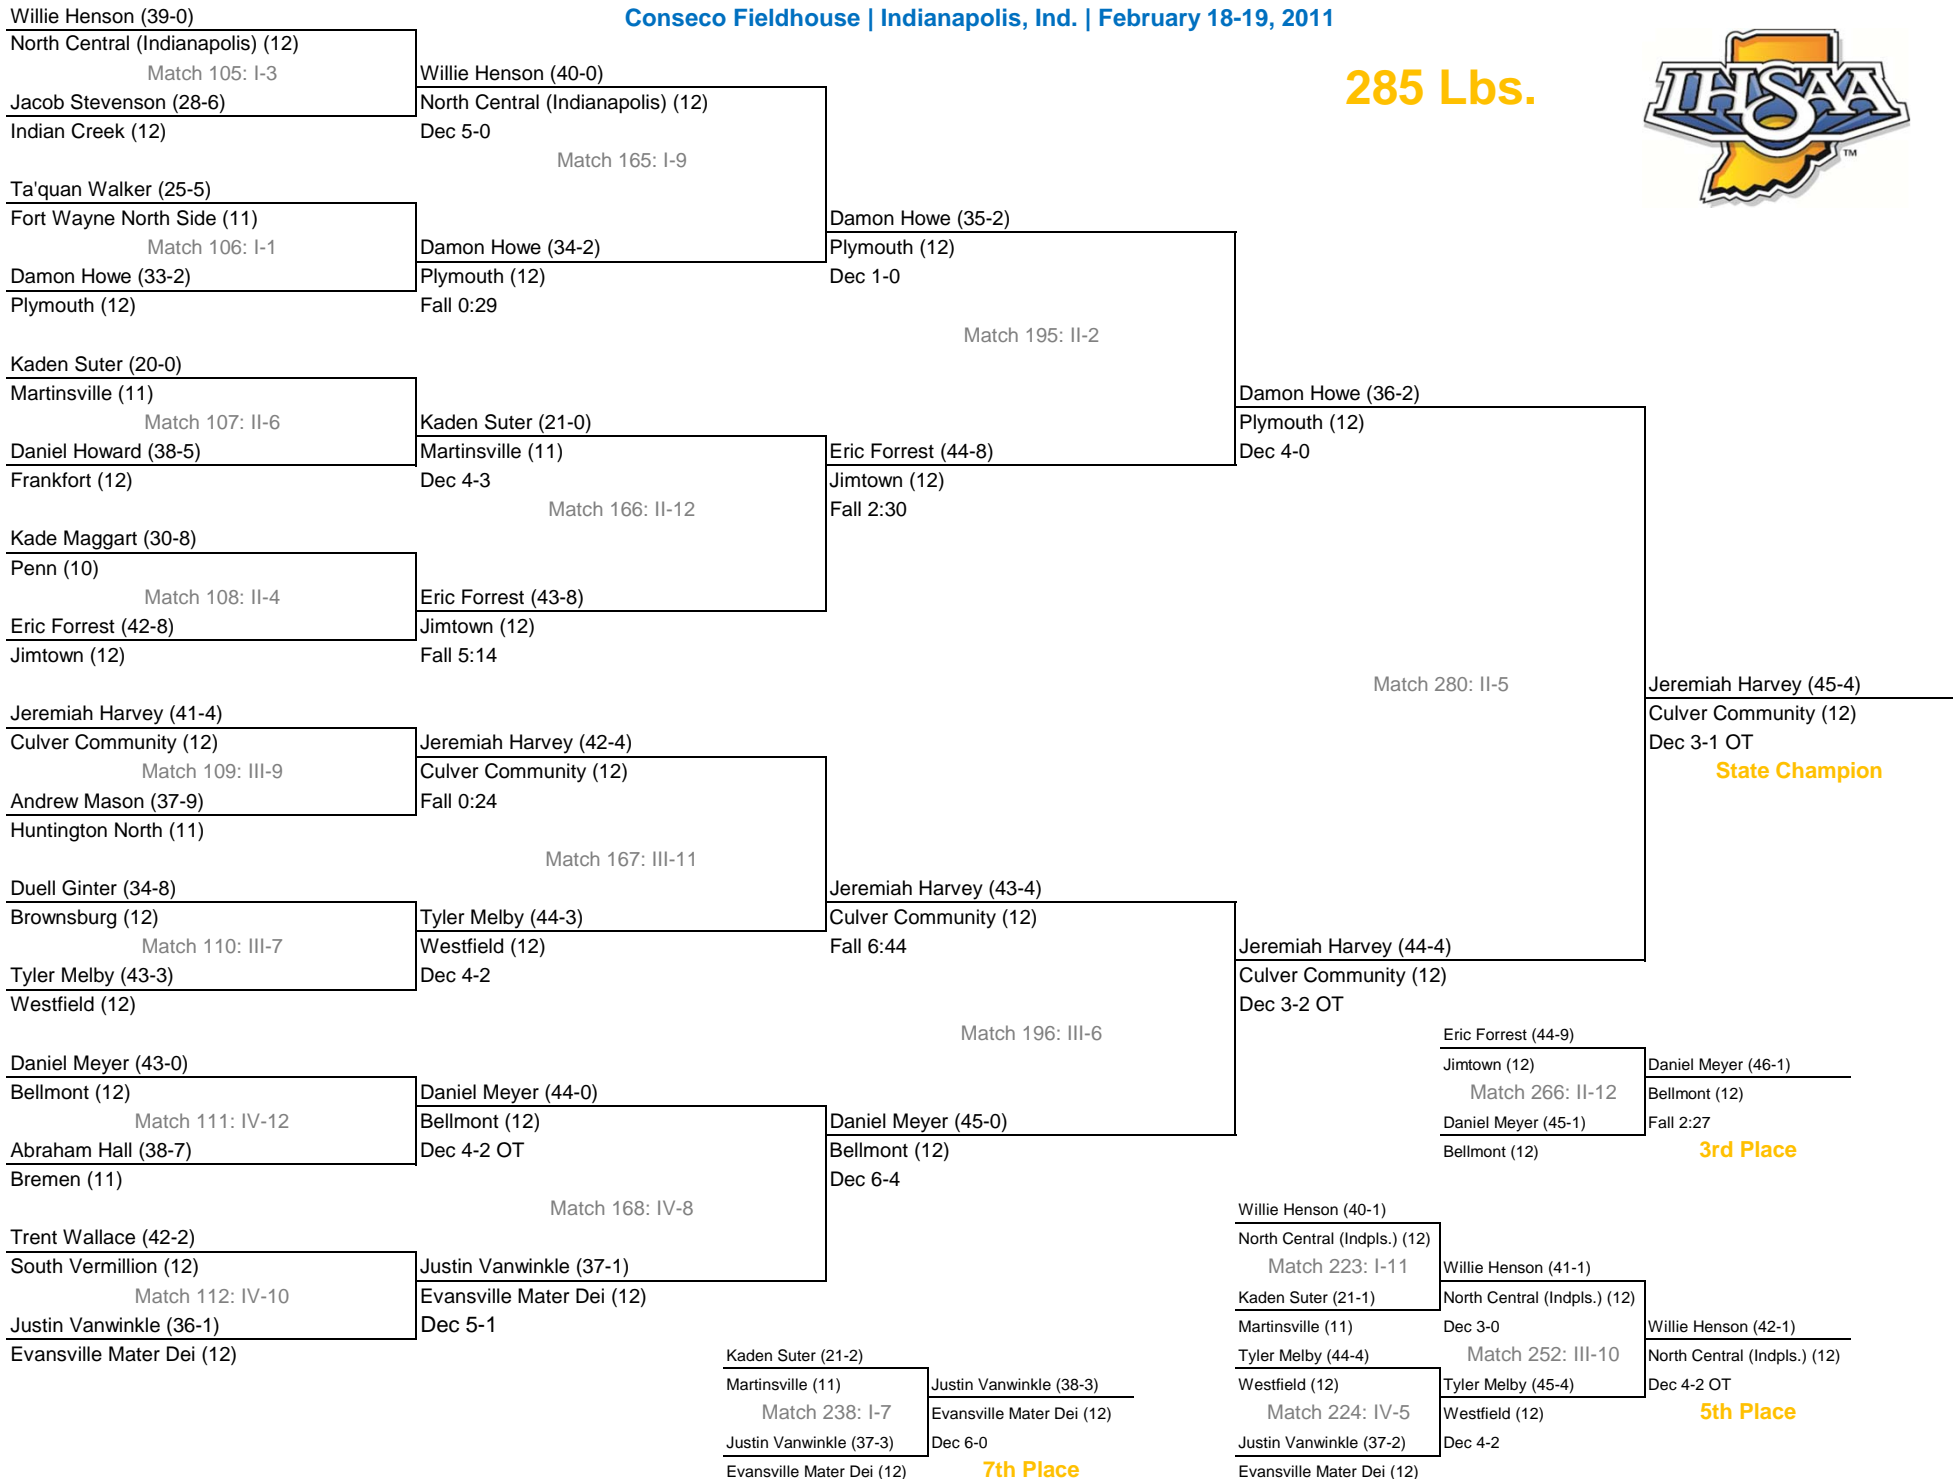 Conseco Fieldhouse | Indianapolis, Ind. | February 18-19, 2011
285 Lbs.
IHSAA
TM
Willie Henson (39-0)
North Central (Indianapolis) (12)
Match 105: I-3
Jacob Stevenson (28-6)
Indian Creek (12)
Ta'quan Walker (25-5)
Fort Wayne North Side (11)
Match 106: I-1
Damon Howe (33-2)
Plymouth (12)
Kaden Suter (20-0)
Martinsville (11)
Match 107: II-6
Daniel Howard (38-5)
Frankfort (12)
Kade Maggart (30-8)
Penn (10)
Match 108: II-4
Eric Forrest (42-8)
Jimtown (12)
Jeremiah Harvey (41-4)
Culver Community (12)
Match 109: III-9
Andrew Mason (37-9)
Huntington North (11)
Duell Ginter (34-8)
Brownsburg (12)
Match 110: III-7
Tyler Melby (43-3)
Westfield (12)
Daniel Meyer (43-0)
Bellmont (12)
Match 111: IV-12
Abraham Hall (38-7)
Bremen (11)
Trent Wallace (42-2)
South Vermillion (12)
Match 112: IV-10
Justin Vanwinkle (36-1)
Evansville Mater Dei (12)
Willie Henson (40-0)
North Central (Indianapolis) (12)
Dec 5-0
Match 165: I-9
Damon Howe (34-2)
Plymouth (12)
Fall 0:29
Kaden Suter (21-0)
Martinsville (11)
Dec 4-3
Match 166: II-12
Eric Forrest (43-8)
Jimtown (12)
Fall 5:14
Jeremiah Harvey (42-4)
Culver Community (12)
Fall 0:24
Match 167: III-11
Tyler Melby (44-3)
Westfield (12)
Dec 4-2
Daniel Meyer (44-0)
Bellmont (12)
Dec 4-2 OT
Match 168: IV-8
Justin Vanwinkle (37-1)
Evansville Mater Dei (12)
Dec 5-1
Damon Howe (35-2)
Plymouth (12)
Dec 1-0
Match 195: II-2
Eric Forrest (44-8)
Jimtown (12)
Fall 2:30
Jeremiah Harvey (43-4)
Culver Community (12)
Fall 6:44
Match 196: III-6
Daniel Meyer (45-0)
Bellmont (12)
Dec 6-4
Damon Howe (36-2)
Plymouth (12)
Dec 4-0
Match 280: II-5
Jeremiah Harvey (44-4)
Culver Community (12)
Dec 3-2 OT
Jeremiah Harvey (45-4)
Culver Community (12)
Dec 3-1 OT
State Champion
Eric Forrest (44-9)
Jimtown (12)
Match 266: II-12
Daniel Meyer (45-1)
Bellmont (12)
Daniel Meyer (46-1)
Bellmont (12)
Fall 2:27
3rd Place
Willie Henson (40-1)
North Central (Indpls.) (12)
Match 223: I-11
Kaden Suter (21-1)
Martinsville (11)
Tyler Melby (44-4)
Westfield (12)
Match 224: IV-5
Justin Vanwinkle (37-2)
Evansville Mater Dei (12)
Willie Henson (41-1)
North Central (Indpls.) (12)
Dec 3-0
Match 252: III-10
Tyler Melby (45-4)
Westfield (12)
Dec 4-2
Willie Henson (42-1)
North Central (Indpls.) (12)
Dec 4-2 OT
5th Place
Kaden Suter (21-2)
Martinsville (11)
Match 238: I-7
Justin Vanwinkle (37-3)
Evansville Mater Dei (12)
Justin Vanwinkle (38-3)
Evansville Mater Dei (12)
Dec 6-0
7th Place